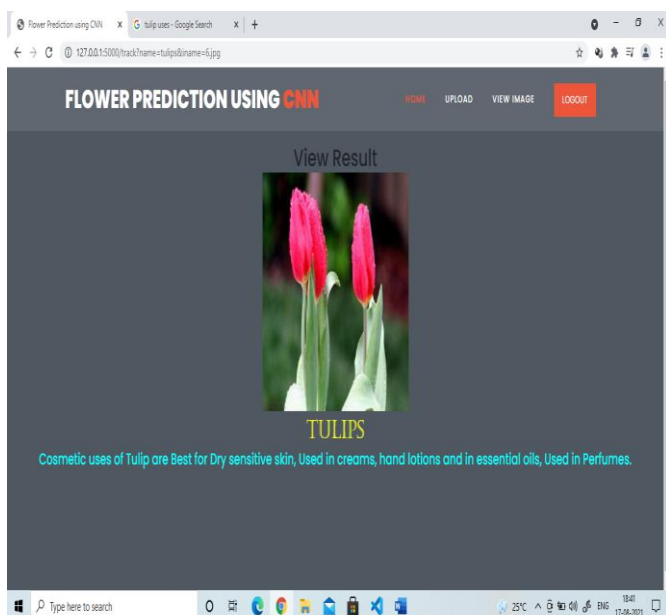 Flower Prediction using CNN x G tulip uses - Google Search x +
127.0.0.1:5000/track?name=tulips&iname=6.jpg
FLOWER PREDICTION USING CNN HOME UPLOAD VIEW IMAGE LOGOUT
View Result
TULIPS
Cosmetic uses of Tulip are Best for Dry sensitive skin, Used in creams, hand lotions and in essential oils, Used in Perfumes.
Type here to search 25°C ENG 18:41
17-08-2021